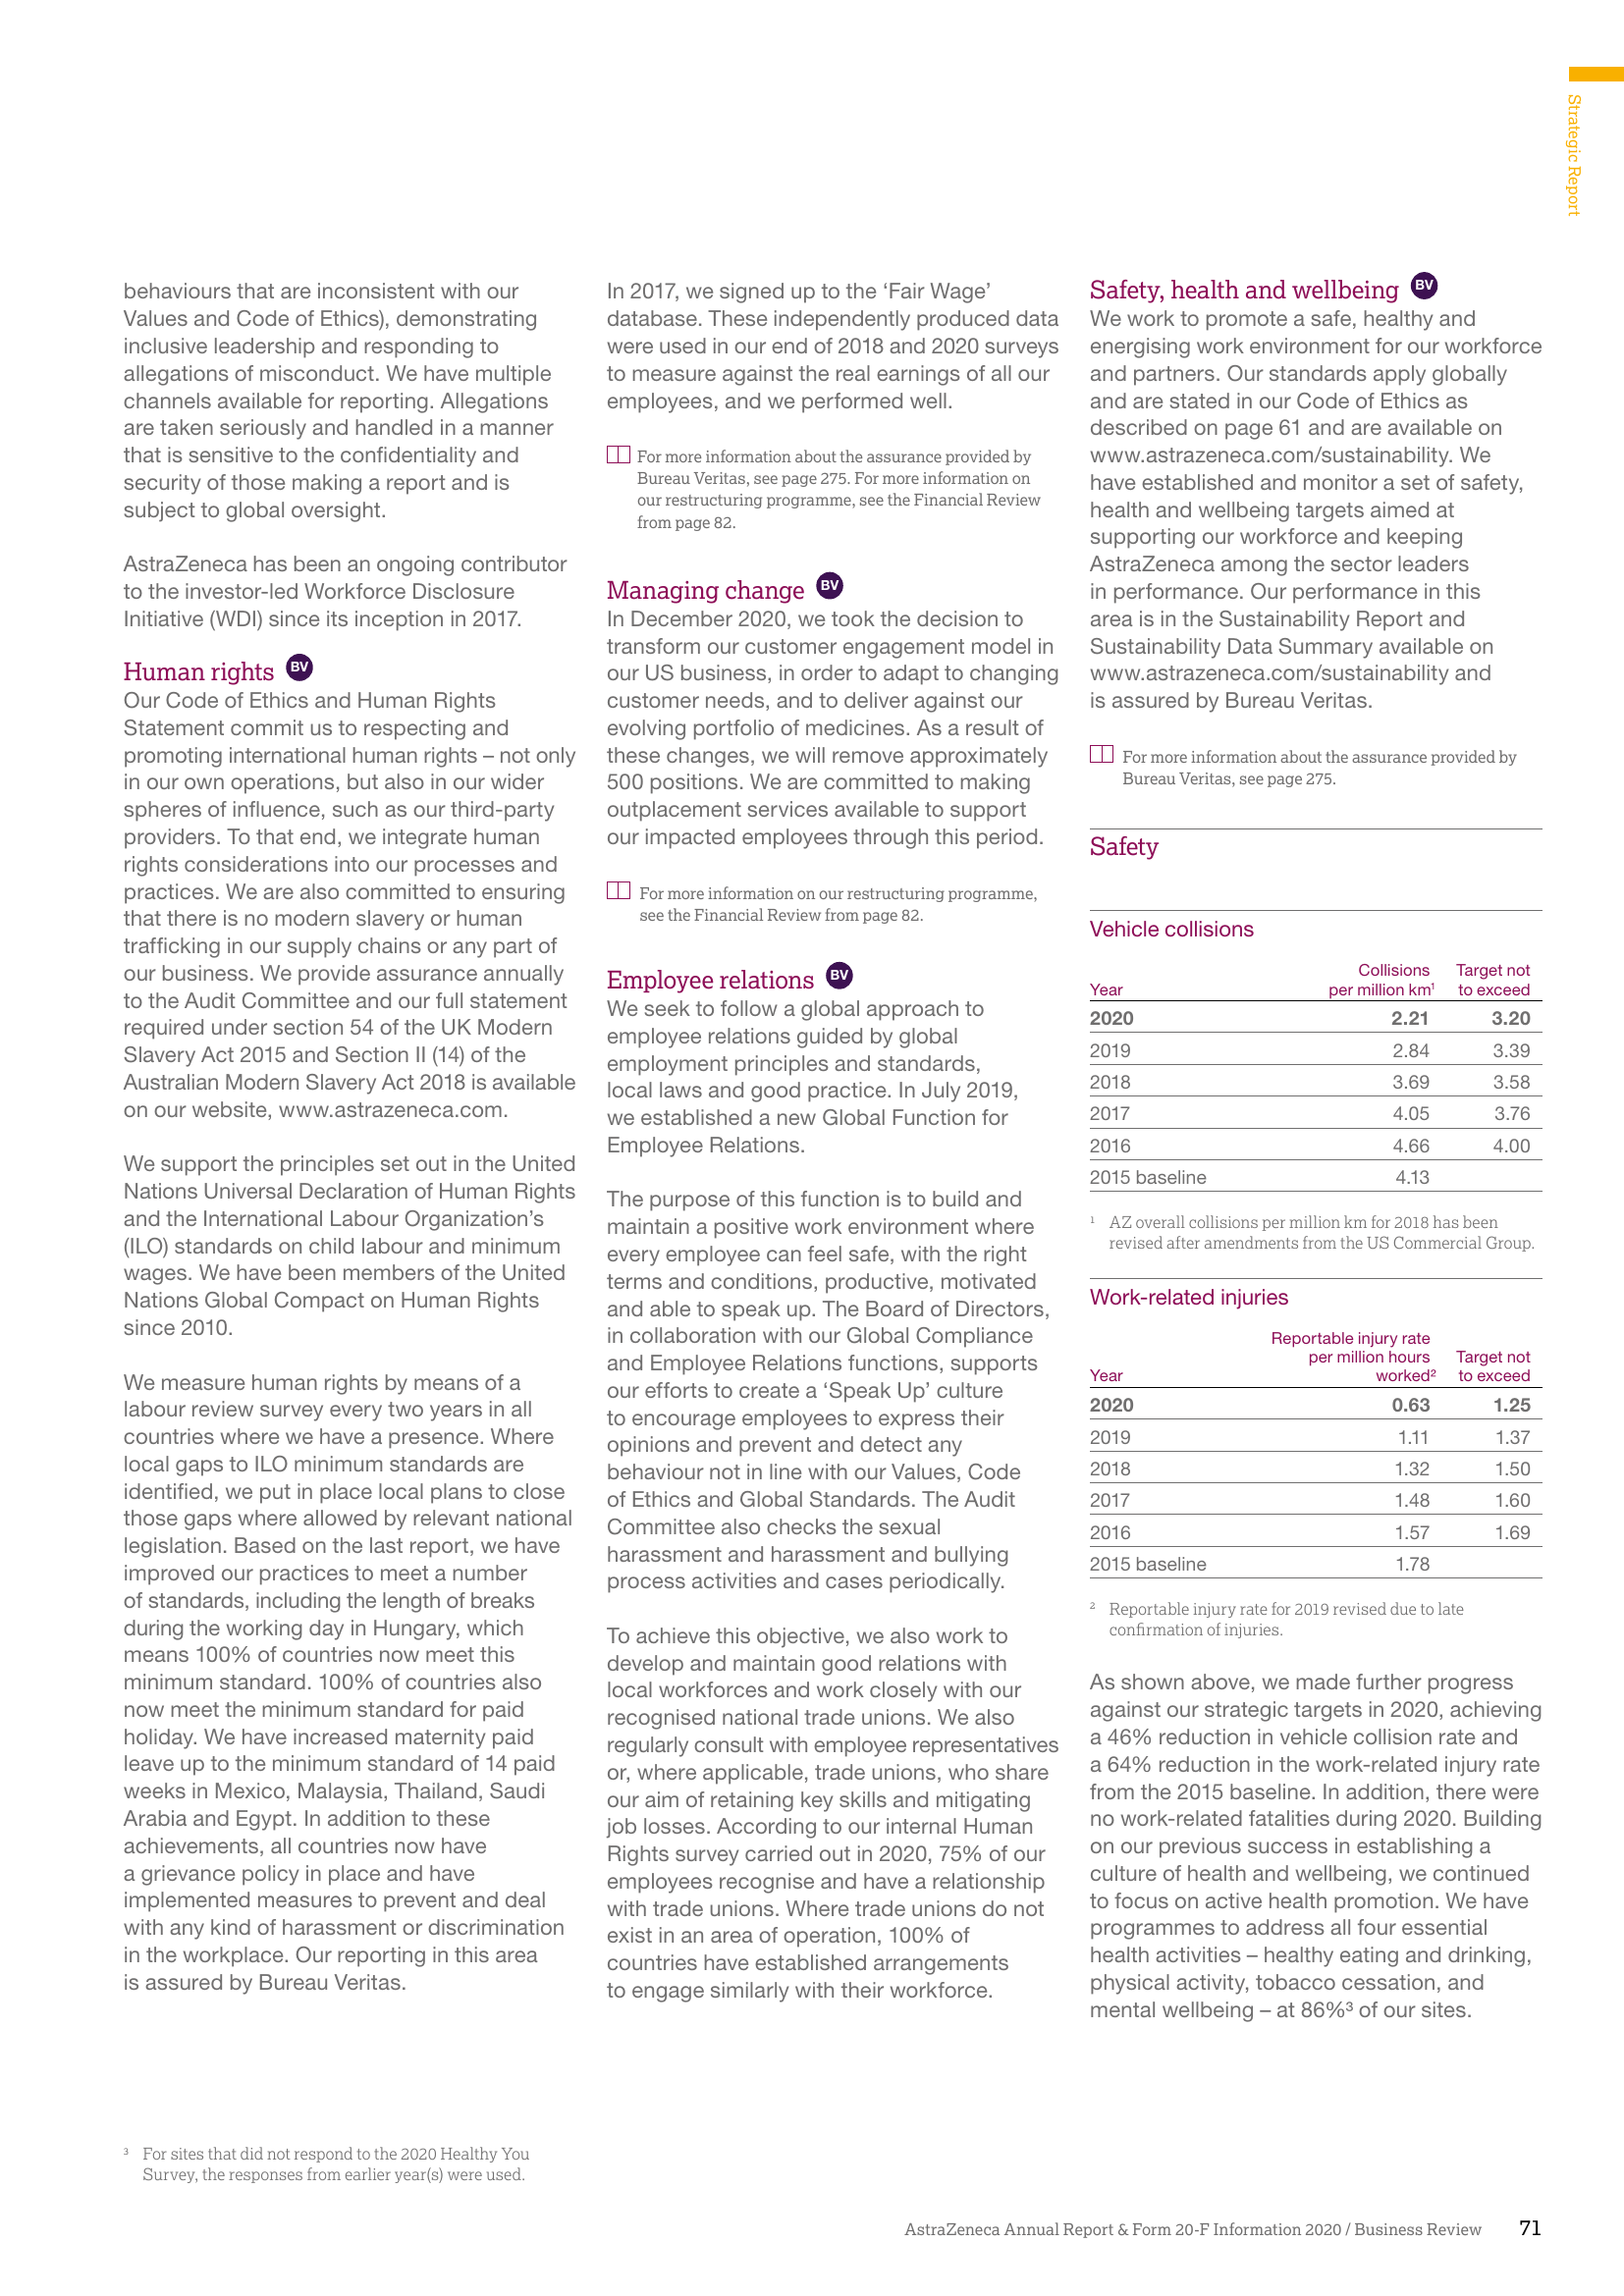 Strategic Report
behaviours that are inconsistent with our
Values and Code of Ethics), demonstrating
inclusive leadership and responding to
allegations of misconduct. We have multiple
channels available for reporting. Allegations
are taken seriously and handled in a manner
that is sensitive to the confidentiality and
security of those making a report and is
subject to global oversight.
AstraZeneca has been an ongoing contributor
to the investor-led Workforce Disclosure
Initiative (WDI) since its inception in 2017.
Human rights BV
Our Code of Ethics and Human Rights
Statement commit us to respecting and
promoting international human rights – not only
in our own operations, but also in our wider
spheres of influence, such as our third-party
providers. To that end, we integrate human
rights considerations into our processes and
practices. We are also committed to ensuring
that there is no modern slavery or human
trafficking in our supply chains or any part of
our business. We provide assurance annually
to the Audit Committee and our full statement
required under section 54 of the UK Modern
Slavery Act 2015 and Section II (14) of the
Australian Modern Slavery Act 2018 is available
on our website, www.astrazeneca.com.
We support the principles set out in the United
Nations Universal Declaration of Human Rights
and the International Labour Organization’s
(ILO) standards on child labour and minimum
wages. We have been members of the United
Nations Global Compact on Human Rights
since 2010.
We measure human rights by means of a
labour review survey every two years in all
countries where we have a presence. Where
local gaps to ILO minimum standards are
identified, we put in place local plans to close
those gaps where allowed by relevant national
legislation. Based on the last report, we have
improved our practices to meet a number
of standards, including the length of breaks
during the working day in Hungary, which
means 100% of countries now meet this
minimum standard. 100% of countries also
now meet the minimum standard for paid
holiday. We have increased maternity paid
leave up to the minimum standard of 14 paid
weeks in Mexico, Malaysia, Thailand, Saudi
Arabia and Egypt. In addition to these
achievements, all countries now have
a grievance policy in place and have
implemented measures to prevent and deal
with any kind of harassment or discrimination
in the workplace. Our reporting in this area
is assured by Bureau Veritas.
In 2017, we signed up to the ‘Fair Wage’
database. These independently produced data
were used in our end of 2018 and 2020 surveys
to measure against the real earnings of all our
employees, and we performed well.
For more information about the assurance provided by
Bureau Veritas, see page 275. For more information on
our restructuring programme, see the Financial Review
from page 82.
Managing change BV
In December 2020, we took the decision to
transform our customer engagement model in
our US business, in order to adapt to changing
customer needs, and to deliver against our
evolving portfolio of medicines. As a result of
these changes, we will remove approximately
500 positions. We are committed to making
outplacement services available to support
our impacted employees through this period.
For more information on our restructuring programme,
see the Financial Review from page 82.
Employee relations BV
We seek to follow a global approach to
employee relations guided by global
employment principles and standards,
local laws and good practice. In July 2019,
we established a new Global Function for
Employee Relations.
The purpose of this function is to build and
maintain a positive work environment where
every employee can feel safe, with the right
terms and conditions, productive, motivated
and able to speak up. The Board of Directors,
in collaboration with our Global Compliance
and Employee Relations functions, supports
our efforts to create a ‘Speak Up’ culture
to encourage employees to express their
opinions and prevent and detect any
behaviour not in line with our Values, Code
of Ethics and Global Standards. The Audit
Committee also checks the sexual
harassment and harassment and bullying
process activities and cases periodically.
To achieve this objective, we also work to
develop and maintain good relations with
local workforces and work closely with our
recognised national trade unions. We also
regularly consult with employee representatives
or, where applicable, trade unions, who share
our aim of retaining key skills and mitigating
job losses. According to our internal Human
Rights survey carried out in 2020, 75% of our
employees recognise and have a relationship
with trade unions. Where trade unions do not
exist in an area of operation, 100% of
countries have established arrangements
to engage similarly with their workforce.
Safety, health and wellbeing BV
We work to promote a safe, healthy and
energising work environment for our workforce
and partners. Our standards apply globally
and are stated in our Code of Ethics as
described on page 61 and are available on
www.astrazeneca.com/sustainability. We
have established and monitor a set of safety,
health and wellbeing targets aimed at
supporting our workforce and keeping
AstraZeneca among the sector leaders
in performance. Our performance in this
area is in the Sustainability Report and
Sustainability Data Summary available on
www.astrazeneca.com/sustainability and
is assured by Bureau Veritas.
For more information about the assurance provided by
Bureau Veritas, see page 275.
Safety
Vehicle collisions
Collisions Target not
Year per million km¹ to exceed
2020 2.21 3.20
2019 2.84 3.39
2018 3.69 3.58
2017 4.05 3.76
2016 4.66 4.00
2015 baseline 4.13
¹ AZ overall collisions per million km for 2018 has been
revised after amendments from the US Commercial Group.
Work-related injuries
Reportable injury rate
per million hours Target not
Year worked² to exceed
2020 0.63 1.25
2019 1.11 1.37
2018 1.32 1.50
2017 1.48 1.60
2016 1.57 1.69
2015 baseline 1.78
² Reportable injury rate for 2019 revised due to late
confirmation of injuries.
As shown above, we made further progress
against our strategic targets in 2020, achieving
a 46% reduction in vehicle collision rate and
a 64% reduction in the work-related injury rate
from the 2015 baseline. In addition, there were
no work-related fatalities during 2020. Building
on our previous success in establishing a
culture of health and wellbeing, we continued
to focus on active health promotion. We have
programmes to address all four essential
health activities – healthy eating and drinking,
physical activity, tobacco cessation, and
mental wellbeing – at 86%³ of our sites.
³ For sites that did not respond to the 2020 Healthy You
Survey, the responses from earlier year(s) were used.
AstraZeneca Annual Report & Form 20-F Information 2020 / Business Review 71